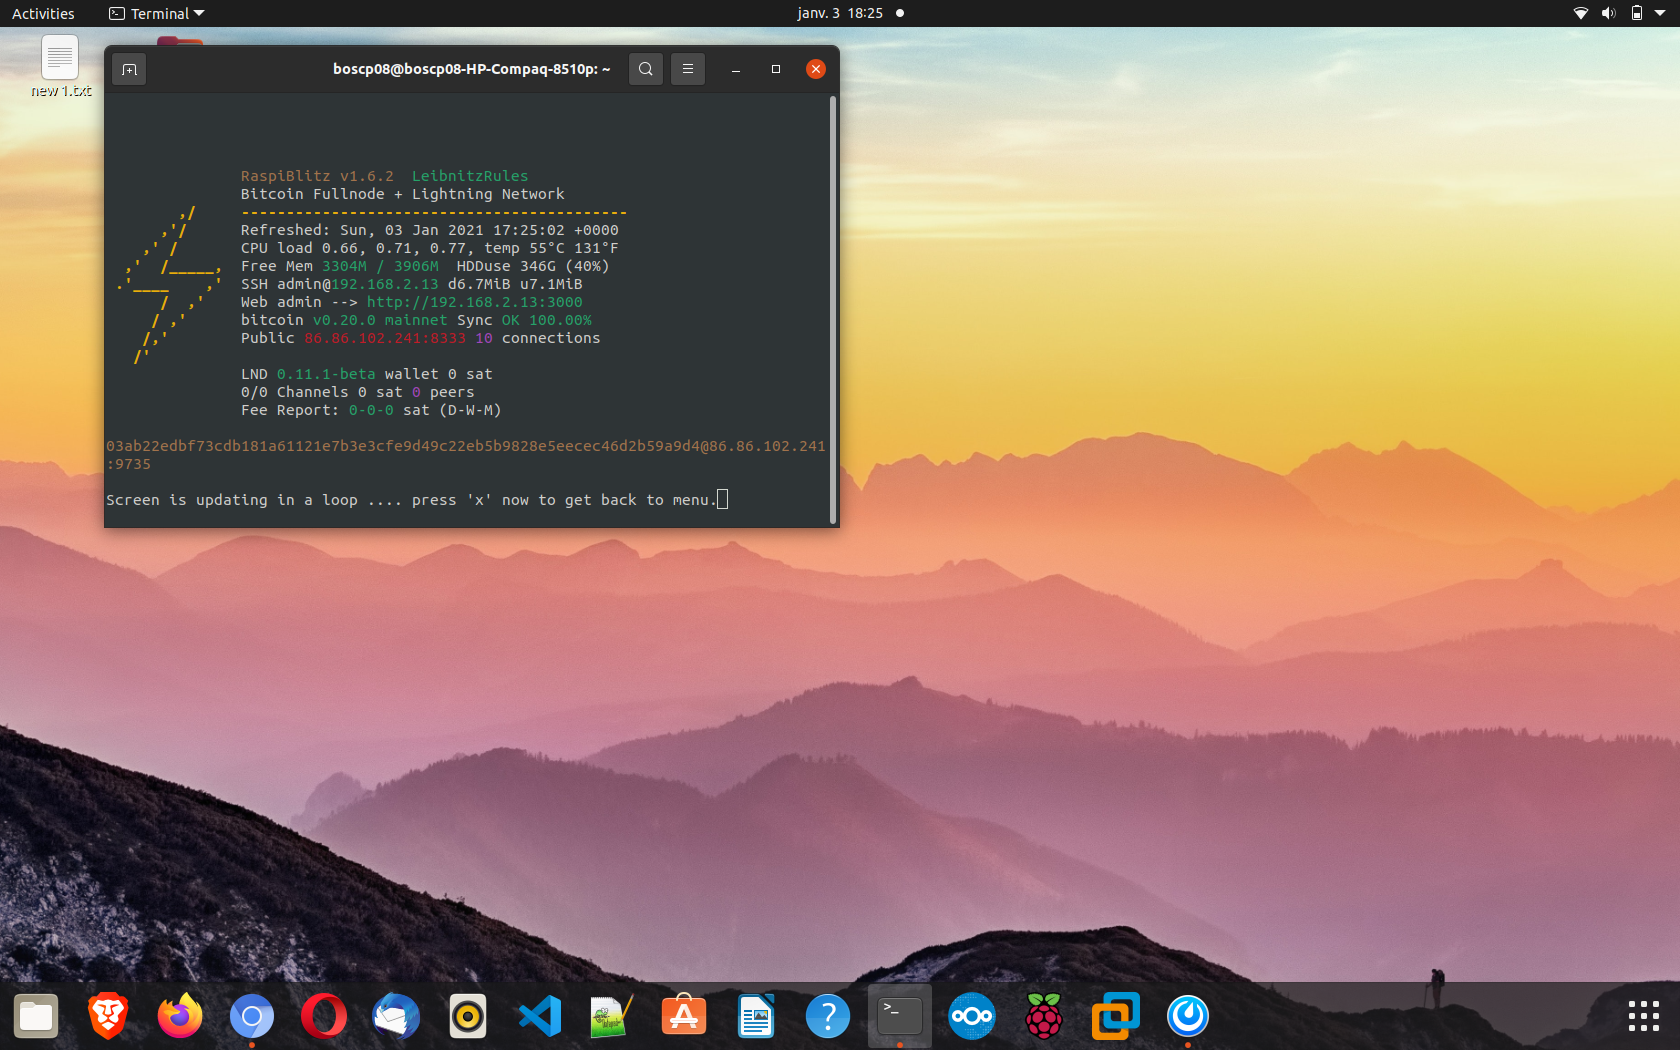 Activities
Terminal
janv. 3 18:25
new 1.txt
boscp08@boscp08-HP-Compaq-8510p: ~
RaspiBlitz v1.6.2 LeibnitzRules
Bitcoin Fullnode + Lightning Network
-------------------------------------------
Refreshed: Sun, 03 Jan 2021 17:25:02 +0000
CPU load 0.66, 0.71, 0.77, temp 55°C 131°F
Free Mem 3304M / 3906M HDDuse 346G (40%)
SSH admin@192.168.2.13 d6.7MiB u7.1MiB
Web admin --> http://192.168.2.13:3000
bitcoin v0.20.0 mainnet Sync OK 100.00%
Public 86.86.102.241:8333 10 connections
LND 0.11.1-beta wallet 0 sat
0/0 Channels 0 sat 0 peers
Fee Report: 0-0-0 sat (D-W-M)
03ab22edbf73cdb181a61121e7b3e3cfe9d49c22eb5b9828e5eecec46d2b59a9d4@86.86.102.241
:9735
Screen is updating in a loop .... press 'x' now to get back to menu.